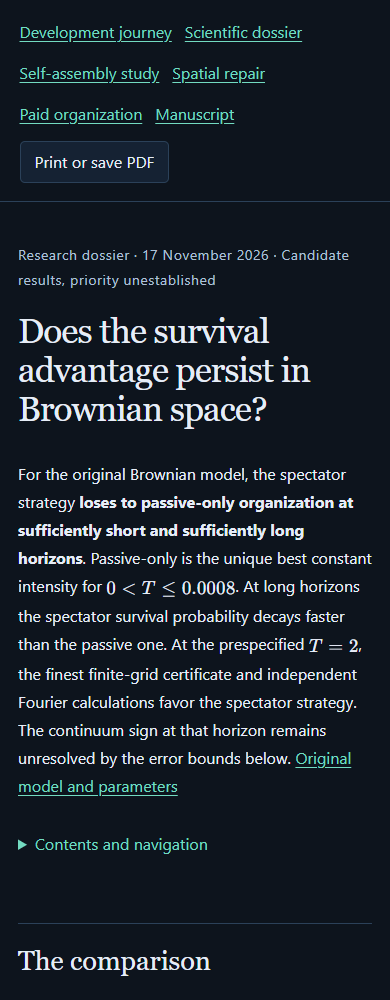 Development journey Scientific dossier
Self-assembly study Spatial repair
Paid organization Manuscript
Print or save PDF
Research dossier · 17 November 2026 · Candidate
results, priority unestablished
Does the survival
advantage persist in
Brownian space?
For the original Brownian model, the spectator
strategy loses to passive-only organization at
sufficiently short and sufficiently long
horizons. Passive-only is the unique best constant
intensity for 0 < T ≤ 0.0008. At long horizons
the spectator survival probability decays faster
than the passive one. At the prespecified T = 2,
the finest finite-grid certificate and independent
Fourier calculations favor the spectator strategy.
The continuum sign at that horizon remains
unresolved by the error bounds below. Original
model and parameters
▶ Contents and navigation
The comparison